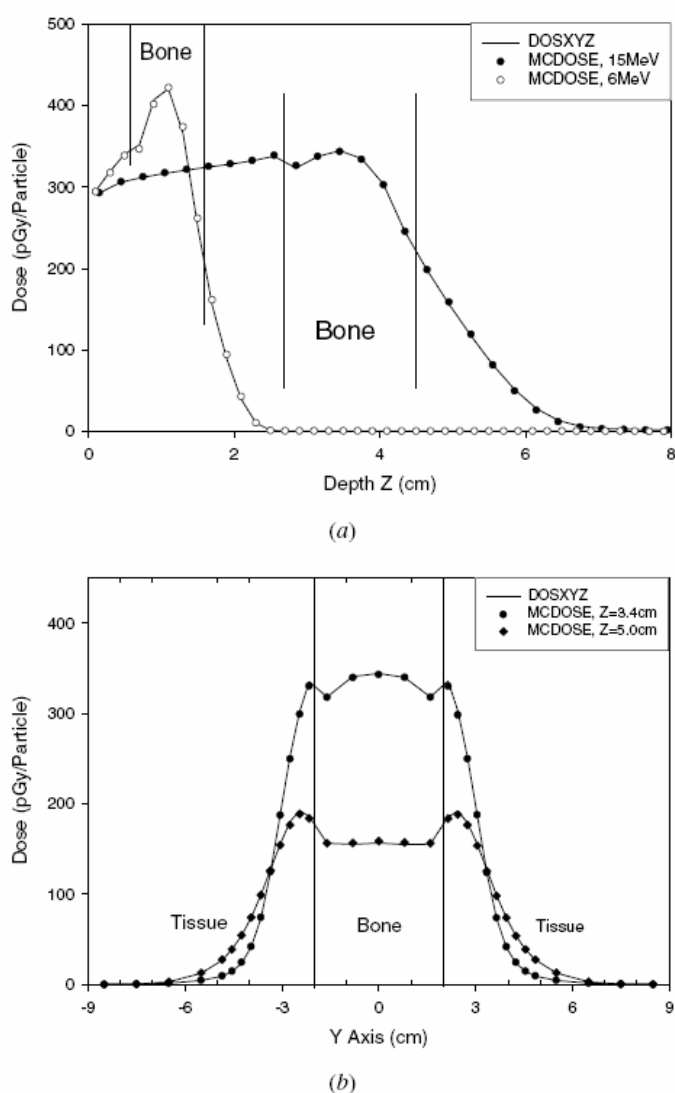 500
400
300
200
100
0
Dose (pGy/Particle)
Bone
Bone
DOSXYZ
MCDOSE, 15MeV
MCDOSE, 6MeV
0 2 4 6 8
Depth Z (cm)
(a)
400
300
200
100
0
Dose (pGy/Particle)
DOSXYZ
MCDOSE, Z=3.4cm
MCDOSE, Z=5.0cm
Tissue Bone Tissue
-9 -6 -3 0 3 6 9
Y Axis (cm)
(b)